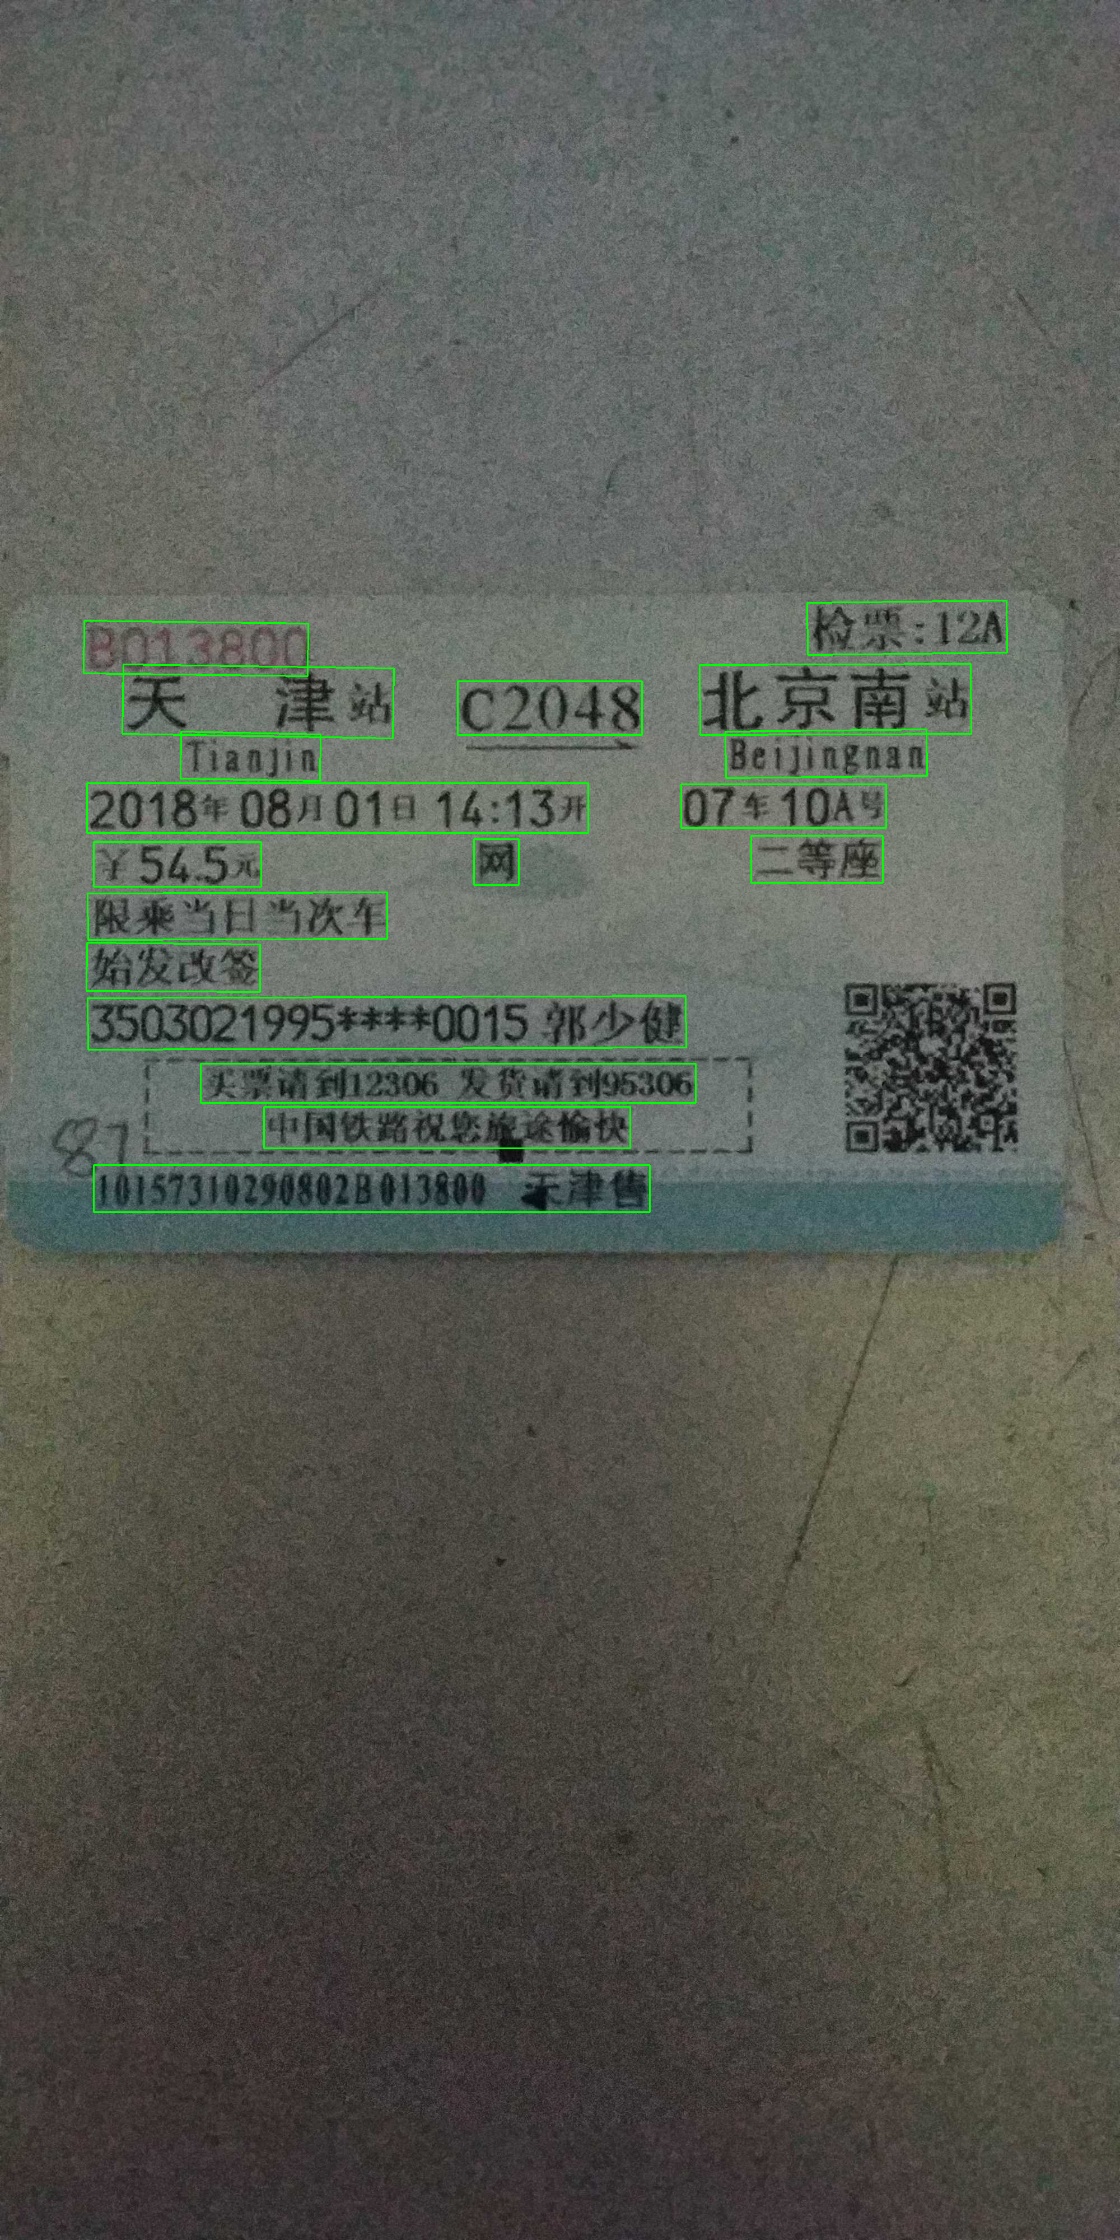 B013800 检票:12A
天 津站 C2048 北京南站
Tianjin Beijingnan
2018年08月01日 14:13开 07车10A号
￥54.5元 网 二等座
限乘当日当次车
始发改签
3503021995****0015 郭少健
买票请到12306 发货请到95306
中国铁路祝您旅途愉快
87
10157310290802B013800 天津售